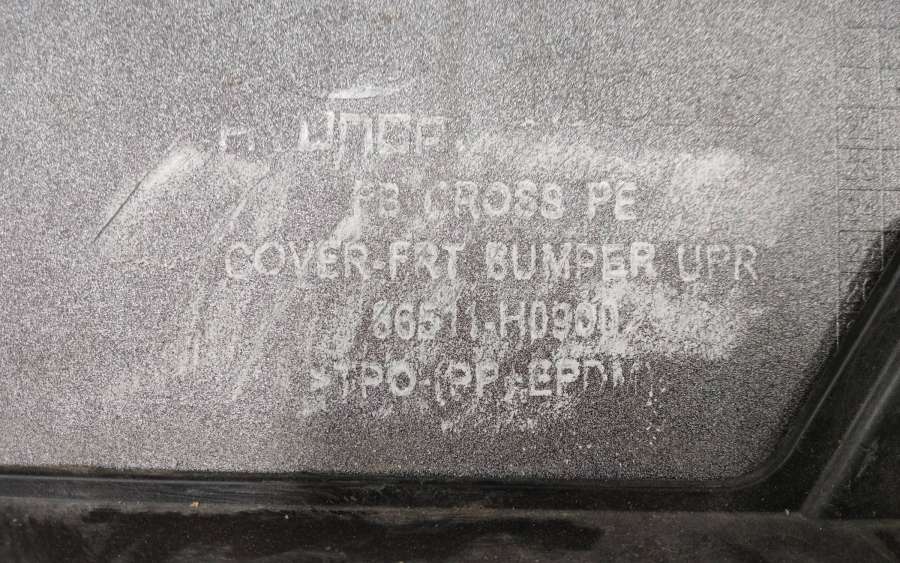 FB CROSS PE
COVER-FRT BUMPER UPR
86511-H0900
>TPO-(PP+EPDM)